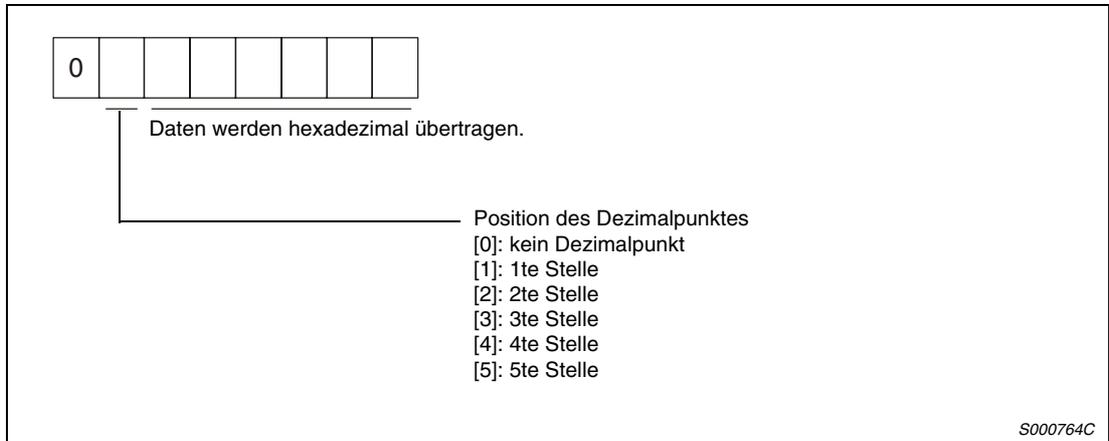 0
Daten werden hexadezimal übertragen.
Position des Dezimalpunktes
[0]: kein Dezimalpunkt
[1]: 1te Stelle
[2]: 2te Stelle
[3]: 3te Stelle
[4]: 4te Stelle
[5]: 5te Stelle
S000764C